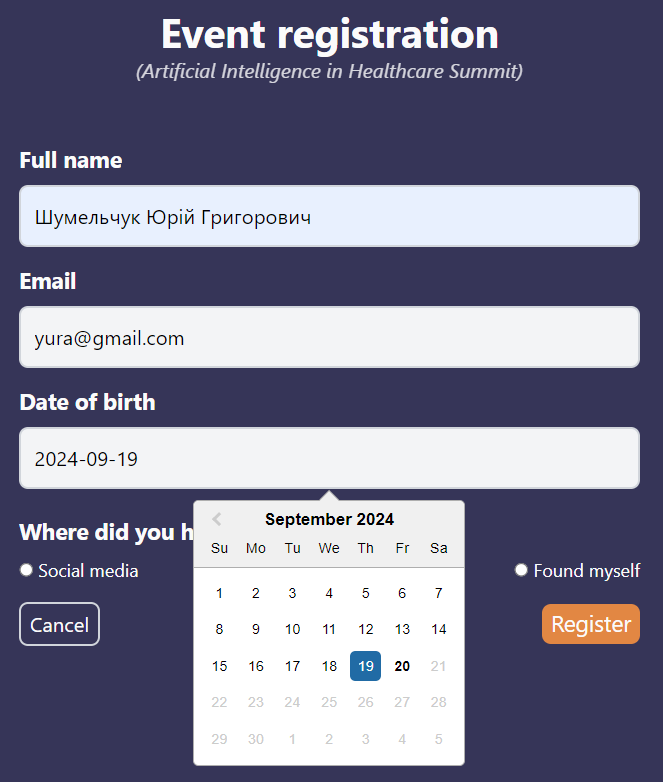 Event registration
(Artificial Intelligence in Healthcare Summit)
Full name
Шумельчук Юрій Григорович
Email
yura@gmail.com
Date of birth
2024-09-19
Where did you h
Social media
Found myself
Cancel
Register
September 2024
Su Mo Tu We Th Fr Sa
1 2 3 4 5 6 7
8 9 10 11 12 13 14
15 16 17 18 19 20 21
22 23 24 25 26 27 28
29 30 1 2 3 4 5